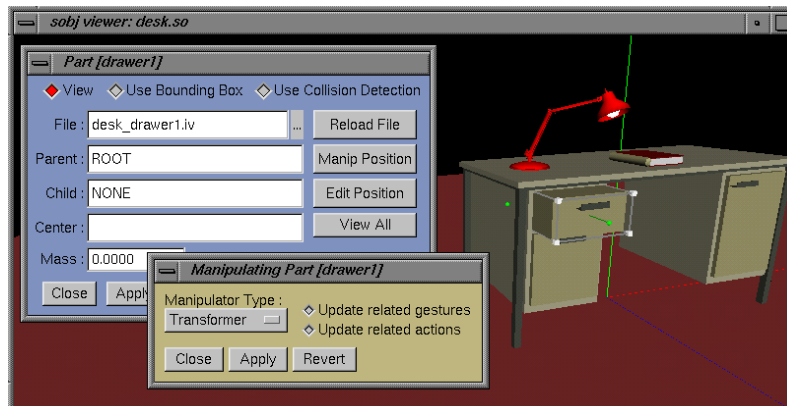 sobj viewer: desk.so
Part [drawer1]
View Use Bounding Box Use Collision Detection
File : desk_drawer1.iv ... Reload File
Parent : ROOT Manip Position
Child : NONE Edit Position
Center : View All
Mass : 0.0000
Close Apply
Manipulating Part [drawer1]
Manipulator Type :
Transformer
Update related gestures
Update related actions
Close Apply Revert